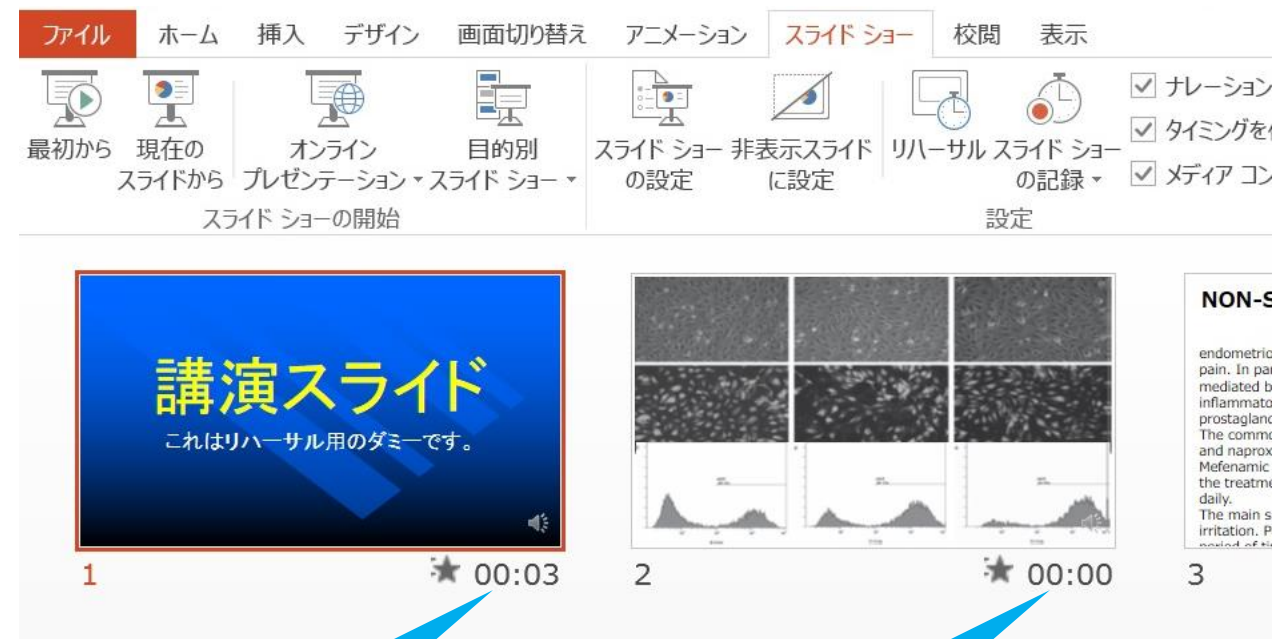 ファイル ホーム 挿入 デザイン 画面切り替え アニメーション スライド ショー 校閲 表示
最初から 現在の オンライン 目的別 スライド ショー 非表示スライド リハーサル スライド ショー
スライドから プレゼンテーション スライド ショー の設定 に設定 の記録
ナレーション
タイミングを
メディア コン
スライド ショーの開始 設定
講演スライド
これはリハーサル用のダミーです。
1 00:03
2 00:00
NON-S
endometrio
pain. In par
mediated b
inflammato
prostagland
The commo
and naprox
Mefenamic
the treatme
daily.
The main s
irritation. P
period of ti
3